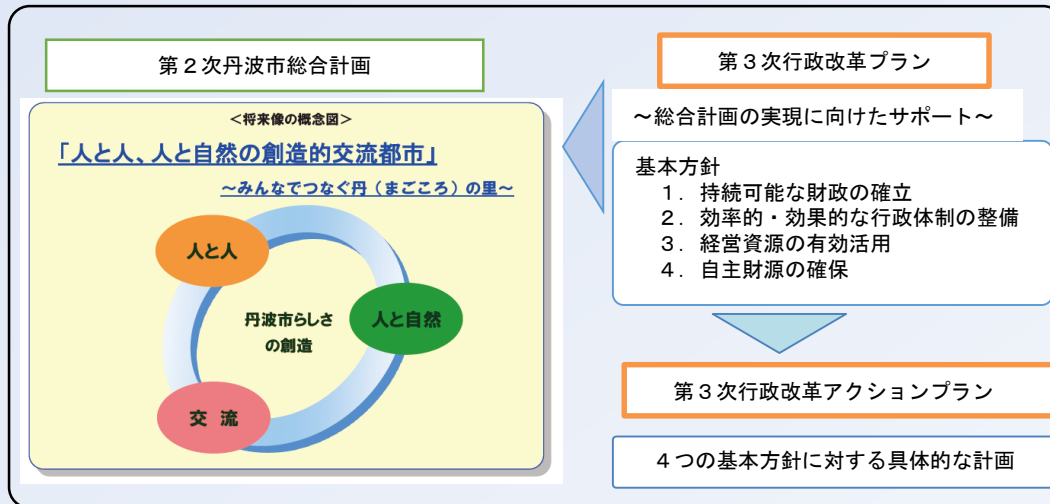 第２次丹波市総合計画
＜将来像の概念図＞
「人と人、人と自然の創造的交流都市」
～みんなでつなぐ丹（まごころ）の里～
人と人
人と自然
丹波市らしさ
の創造
交 流
第３次行政改革プラン
～総合計画の実現に向けたサポート～
基本方針
１．持続可能な財政の確立
２．効率的・効果的な行政体制の整備
３．経営資源の有効活用
４．自主財源の確保
第３次行政改革アクションプラン
４つの基本方針に対する具体的な計画